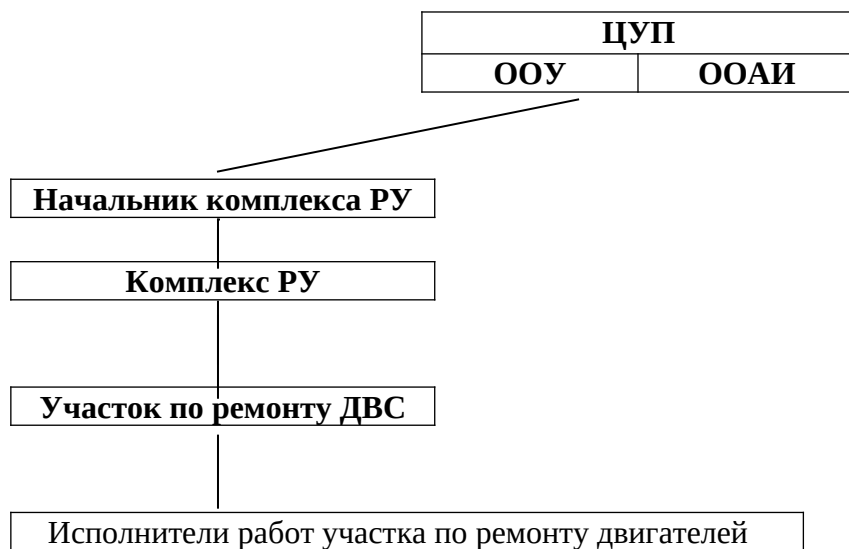 ЦУП
ООУ ООАИ
Начальник комплекса РУ
Комплекс РУ
Участок по ремонту ДВС
Исполнители работ участка по ремонту двигателей